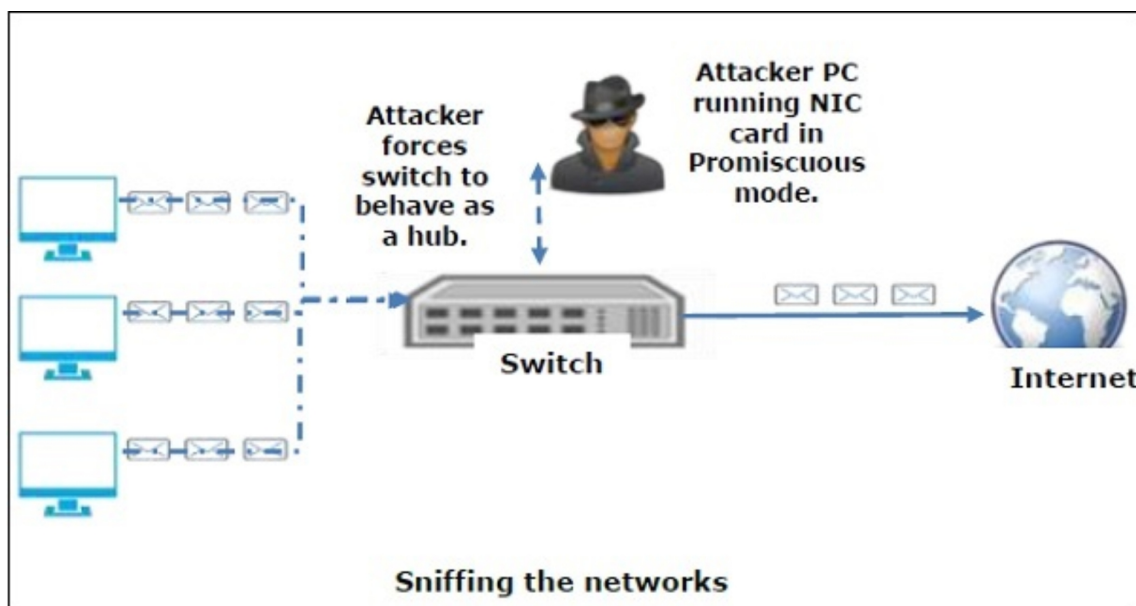 Attacker
forces
switch to
behave as
a hub.
Attacker PC
running NIC
card in
Promiscuous
mode.
Switch
Internet
Sniffing the networks